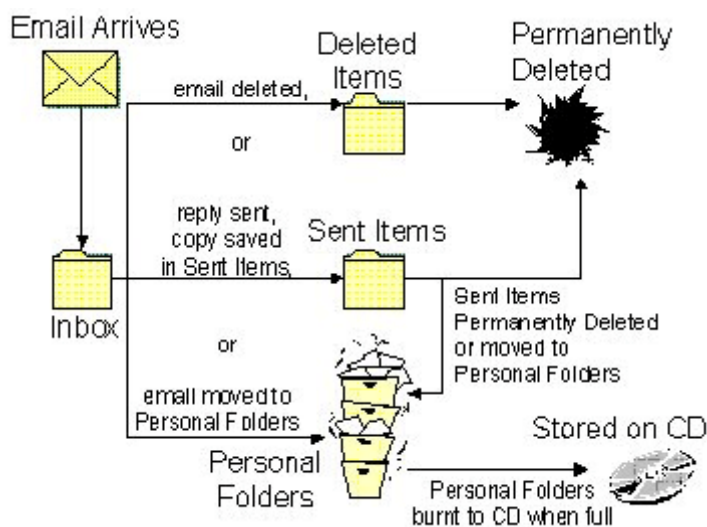 Email Arrives
Deleted
Items
Permanently
Deleted
email deleted,
or
reply sent,
copy saved
in Sent Items,
Sent Items
Inbox
Sent Items
Permanently Deleted
or moved to
Personal Folders
or
email moved to
Personal Folders
Personal
Folders
Stored on CD
Personal Folders
burnt to CD when full